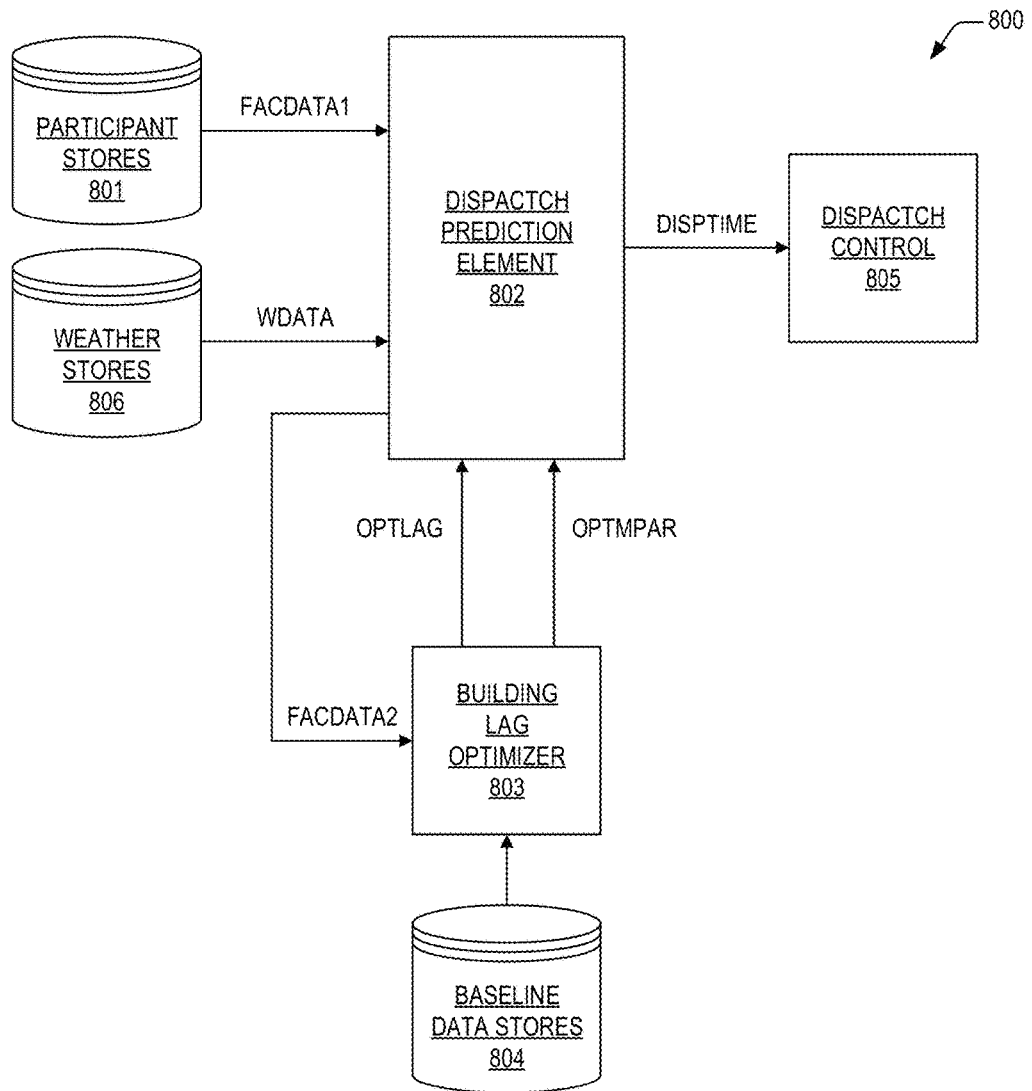 800
PARTICIPANT
STORES
801
FACDATA1
DISPACTCH
PREDICTION
ELEMENT
802
DISPTIME
DISPACTCH
CONTROL
805
WEATHER
STORES
806
WDATA
OPTLAG
OPTMPAR
FACDATA2
BUILDING
LAG
OPTIMIZER
803
BASELINE
DATA STORES
804